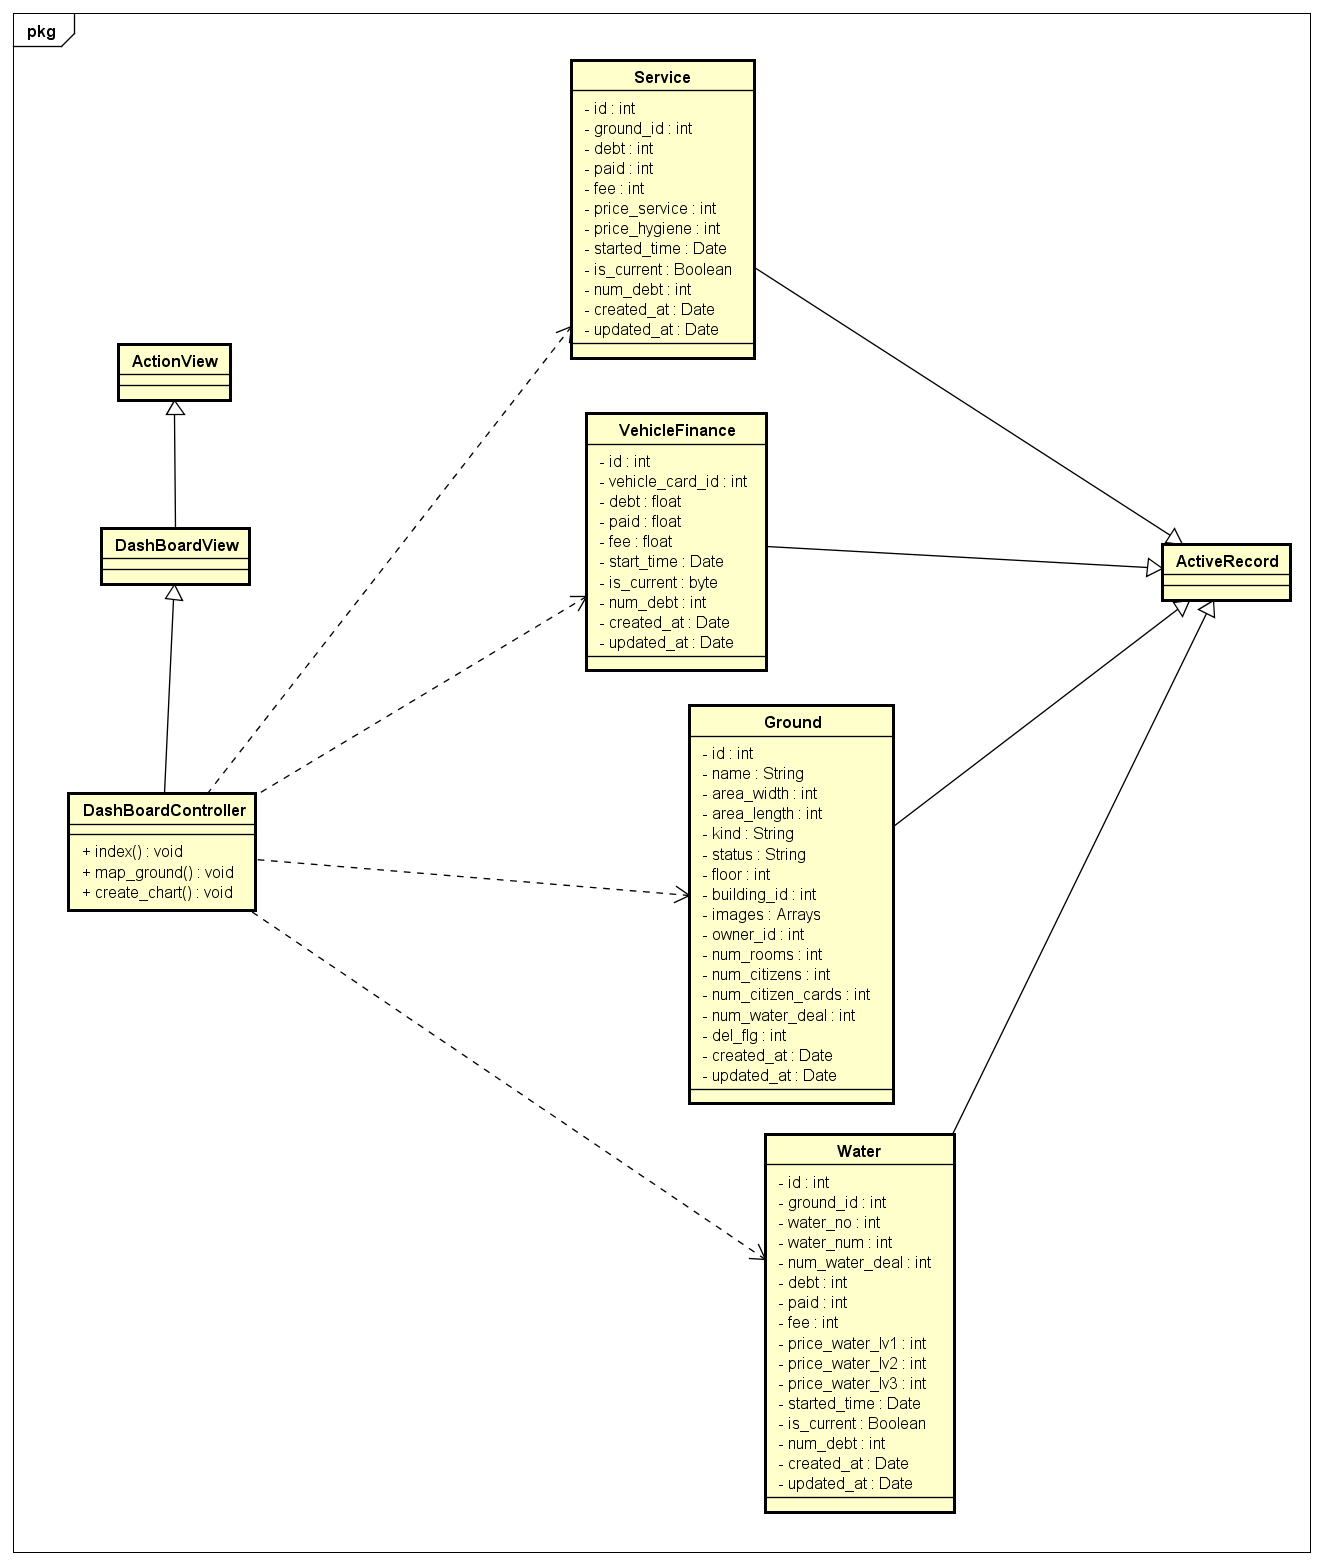 pkg
Service
- id : int
- ground_id : int
- debt : int
- paid : int
- fee : int
- price_service : int
- price_hygiene : int
- started_time : Date
- is_current : Boolean
- num_debt : int
- created_at : Date
- updated_at : Date
ActionView
VehicleFinance
- id : int
- vehicle_card_id : int
- debt : float
- paid : float
- fee : float
- start_time : Date
- is_current : byte
- num_debt : int
- created_at : Date
- updated_at : Date
DashBoardView
ActiveRecord
Ground
- id : int
- name : String
- area_width : int
- area_length : int
- kind : String
- status : String
- floor : int
- building_id : int
- images : Arrays
- owner_id : int
- num_rooms : int
- num_citizens : int
- num_citizen_cards : int
- num_water_deal : int
- del_flg : int
- created_at : Date
- updated_at : Date
DashBoardController
+ index() : void
+ map_ground() : void
+ create_chart() : void
Water
- id : int
- ground_id : int
- water_no : int
- water_num : int
- num_water_deal : int
- debt : int
- paid : int
- fee : int
- price_water_lv1 : int
- price_water_lv2 : int
- price_water_lv3 : int
- started_time : Date
- is_current : Boolean
- num_debt : int
- created_at : Date
- updated_at : Date